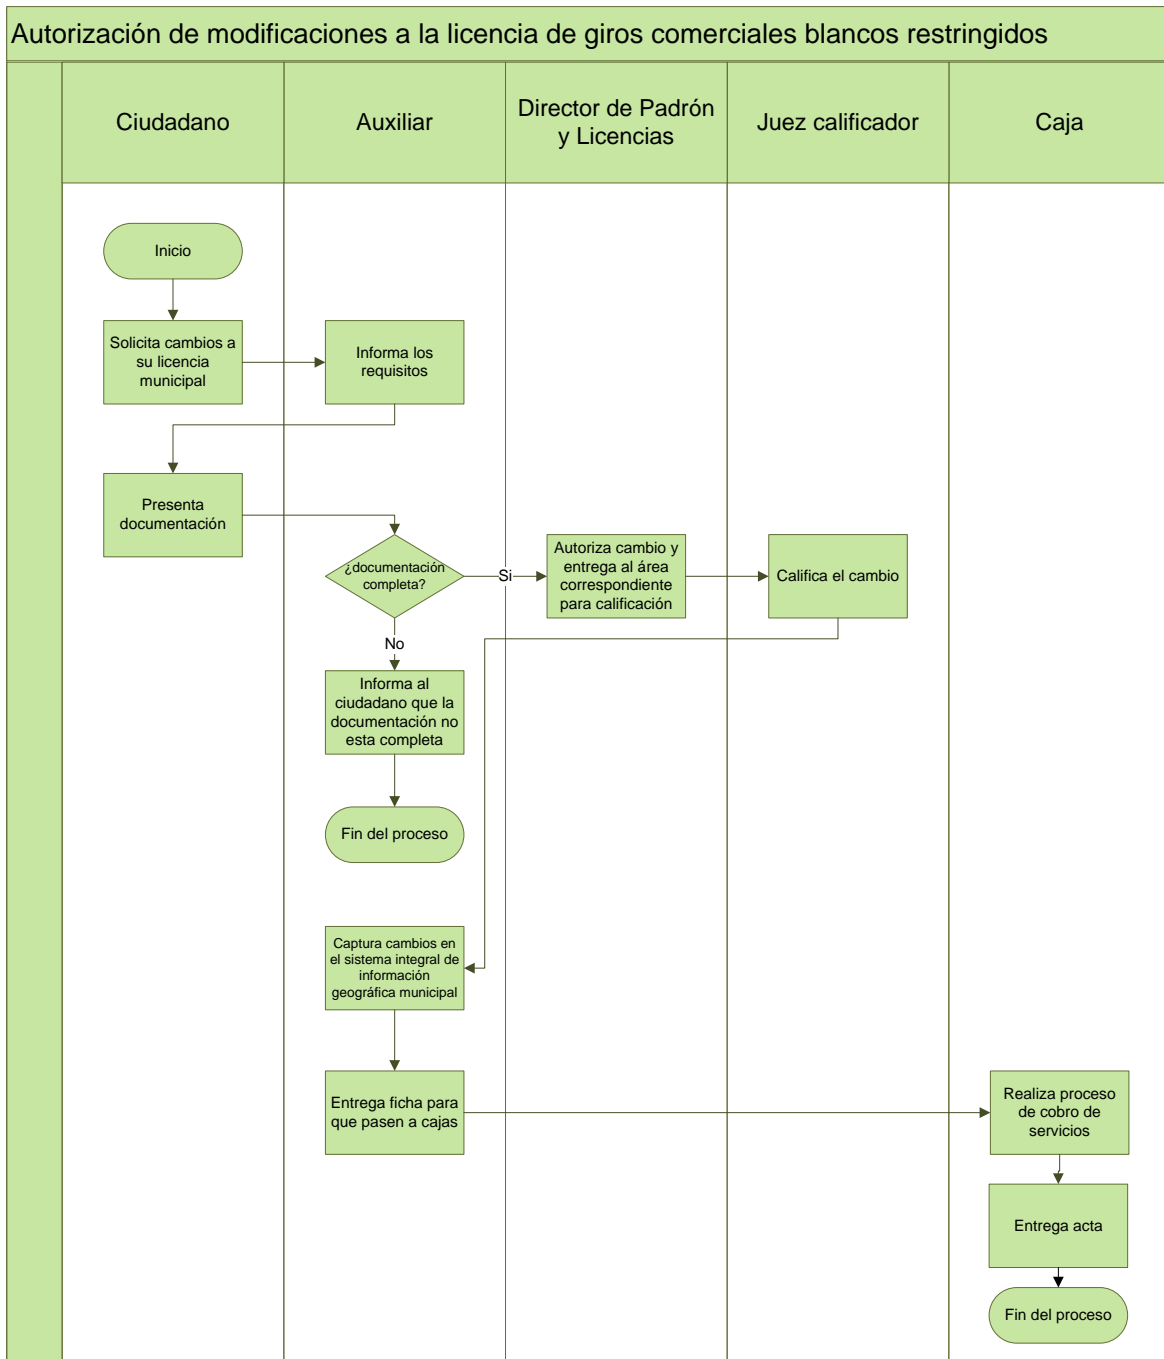 Autorización de modificaciones a la licencia de giros comerciales blancos restringidos
Ciudadano
Auxiliar
Director de Padrón
y Licencias
Juez calificador
Caja
Inicio
Solicita cambios a
su licencia
municipal
Informa los
requisitos
Presenta
documentación
¿documentación
completa?
Si
Autoriza cambio y
entrega al área
correspondiente
para calificación
Califica el cambio
No
Informa al
ciudadano que la
documentación no
esta completa
Fin del proceso
Captura cambios en
el sistema integral de
información
geográfica municipal
Entrega ficha para
que pasen a cajas
Realiza proceso
de cobro de
servicios
Entrega acta
Fin del proceso